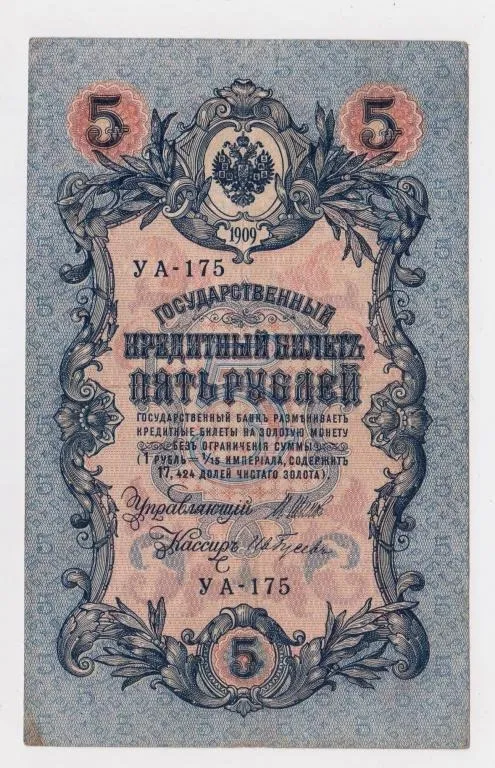 5 5
1909
УА-175
ГОСУДАРСТВЕННЫЙ
КРЕДИТНЫЙ БИЛЕТЪ
ПЯТЬ РУБЛЕЙ
ГОСУДАРСТВЕННЫЙ БАНКЪ РАЗМѢНИВАЕТЪ
КРЕДИТНЫЕ БИЛЕТЫ НА ЗОЛОТУЮ МОНЕТУ
БЕЗЪ ОГРАНИЧЕНІЯ СУММЫ
(1 РУБЛЬ = 1/15 ИМПЕРІАЛА, СОДЕРЖИТЪ
17,424 ДОЛЕЙ ЧИСТАГО ЗОЛОТА).
Управляющій
Кассиръ
УА-175
5